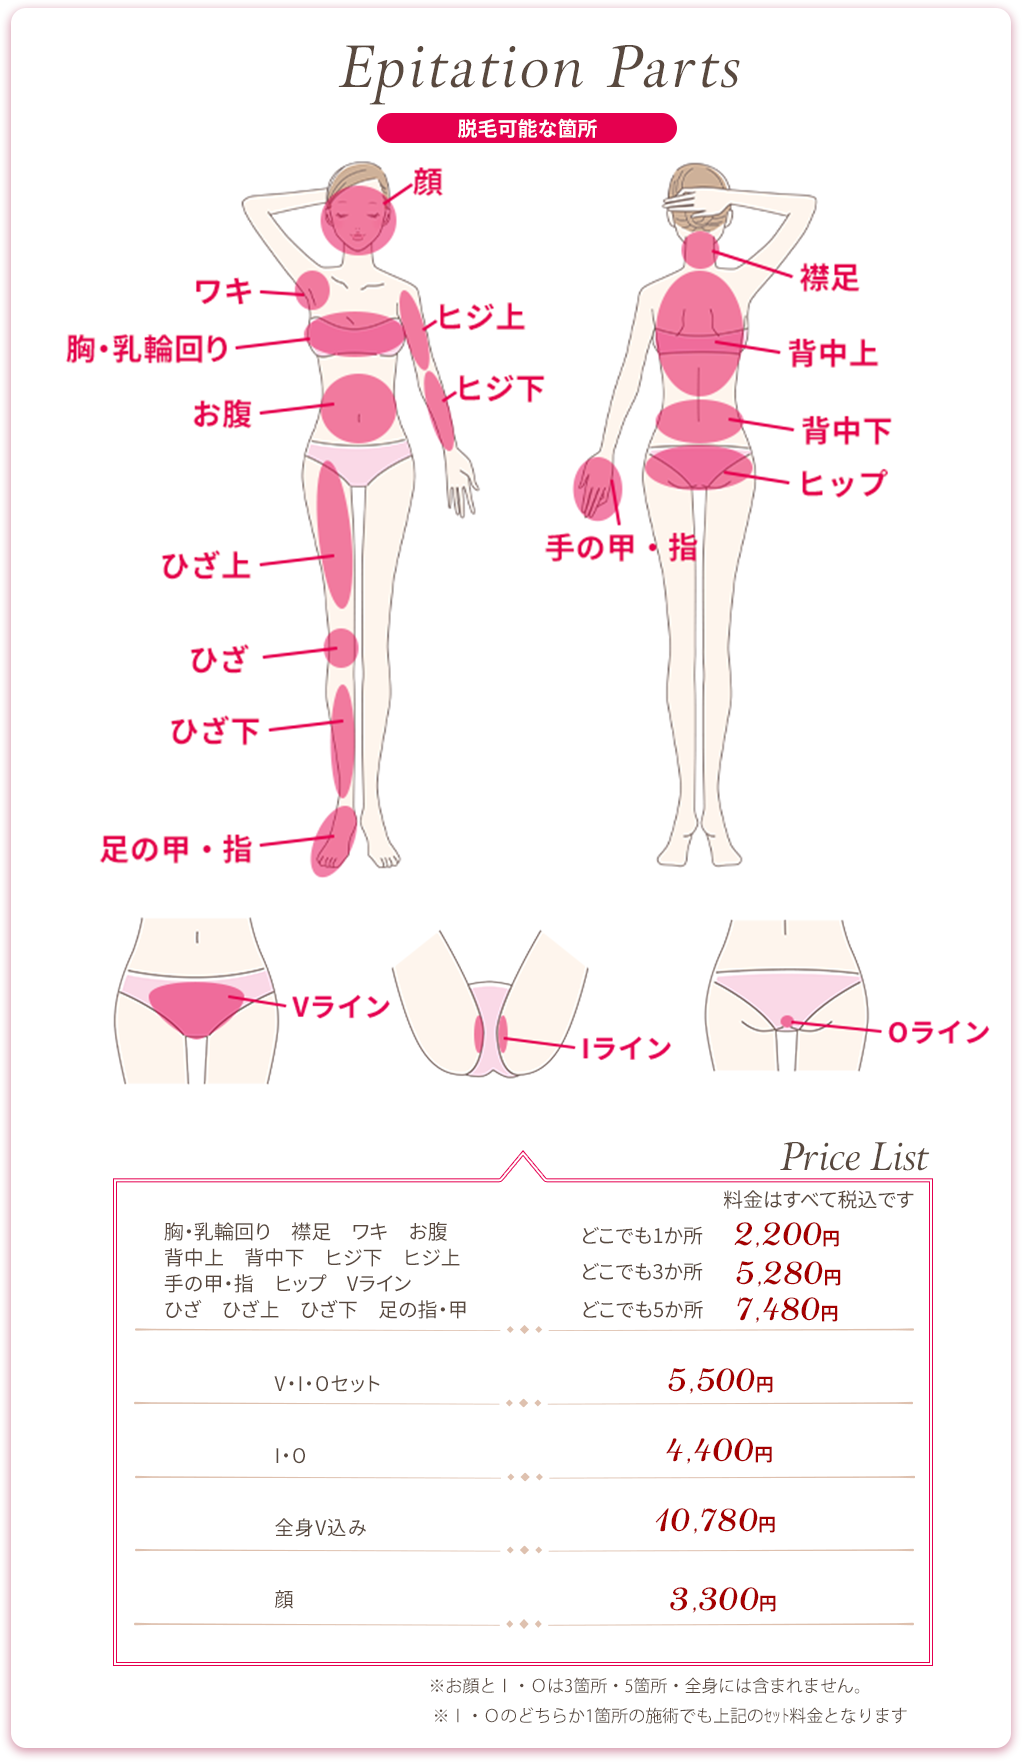 Epitation Parts
脱毛可能な箇所
顔
ワキ
胸・乳輪回り
ヒジ上
ヒジ下
お腹
ひざ上
ひざ
ひざ下
足の甲・指
襟足
背中上
背中下
ヒップ
手の甲・指
Vライン
Iライン
Oライン
Price List
料金はすべて税込です
胸・乳輪回り 襟足 ワキ お腹
背中上 背中下 ヒジ下 ヒジ上
手の甲・指 ヒップ Vライン
ひざ ひざ上 ひざ下 足の指・甲
どこでも1か所 2,200円
どこでも3か所 5,280円
どこでも5か所 7,480円
V・I・Oセット 5,500円
I・O 4,400円
全身V込み 10,780円
顔 3,300円
※お顔とI・Oは3箇所・5箇所・全身には含まれません。
※I・Oのどちらか1箇所の施術でも上記のｾｯﾄ料金となります